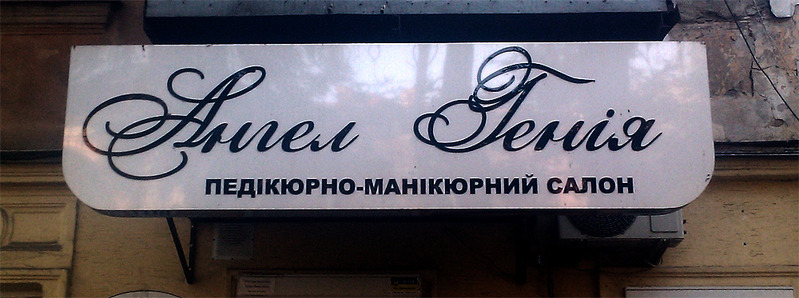 Ангел Генія
ПЕДІКЮРНО-МАНІКЮРНИЙ САЛОН